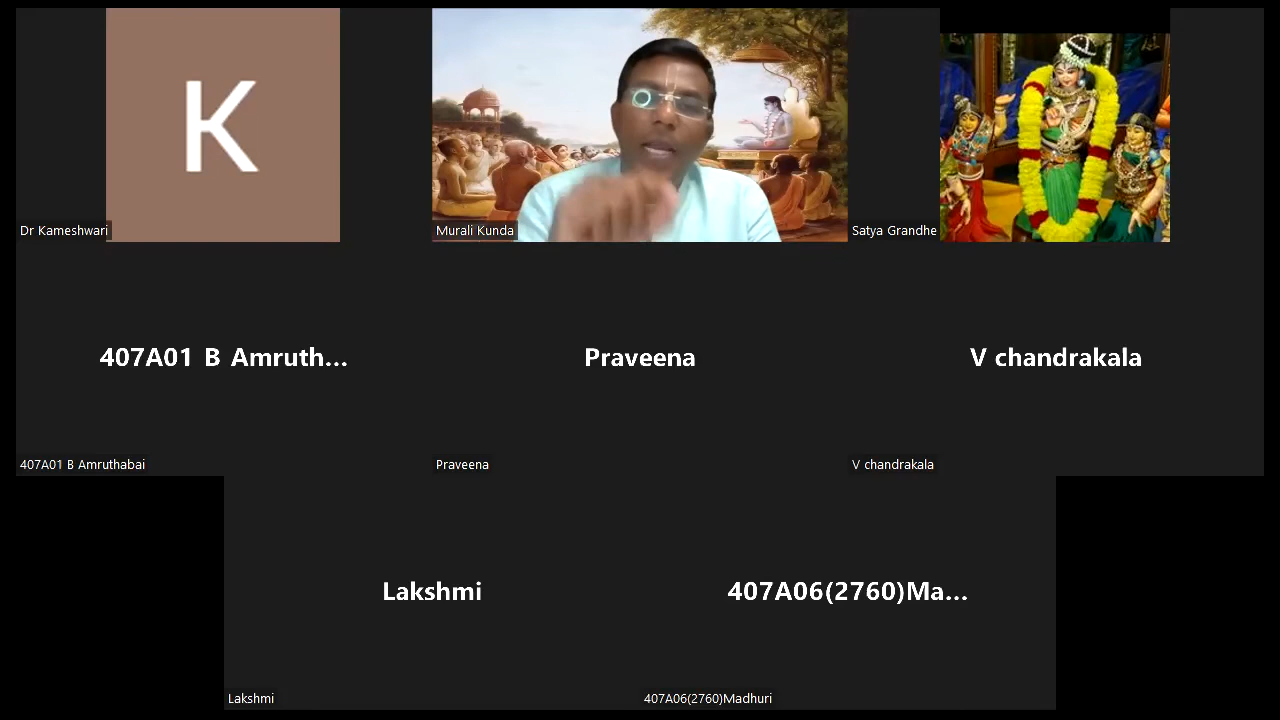 K
Dr Kameshwari
Murali Kunda
Satya Grandhe
407A01 B Amruth...
Praveena
V chandrakala
407A01 B Amruthabai
Praveena
V chandrakala
Lakshmi
407A06(2760)Ma...
Lakshmi
407A06(2760)Madhuri